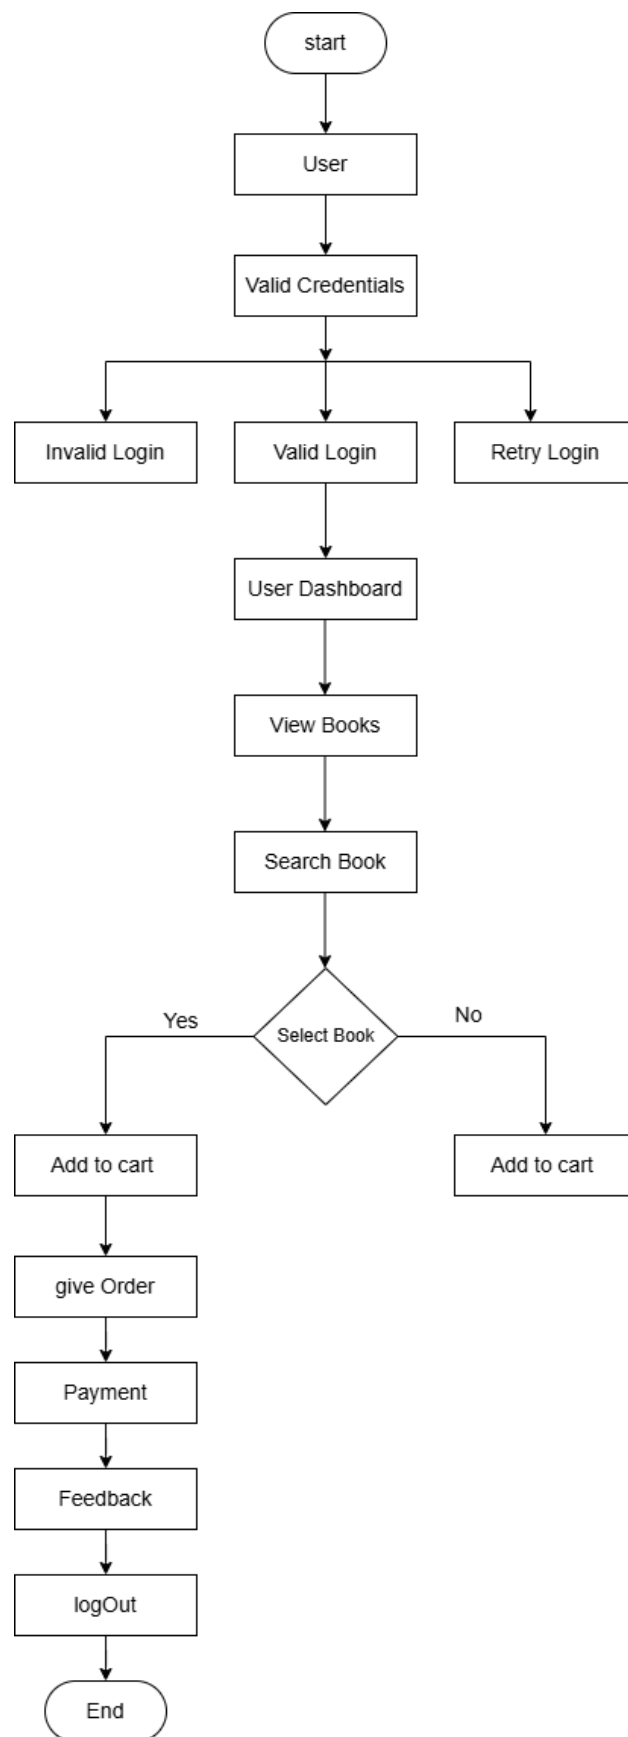 start
User
Valid Credentials
Invalid Login
Valid Login
Retry Login
User Dashboard
View Books
Search Book
Select Book
Yes
No
Add to cart
Add to cart
give Order
Payment
Feedback
logOut
End